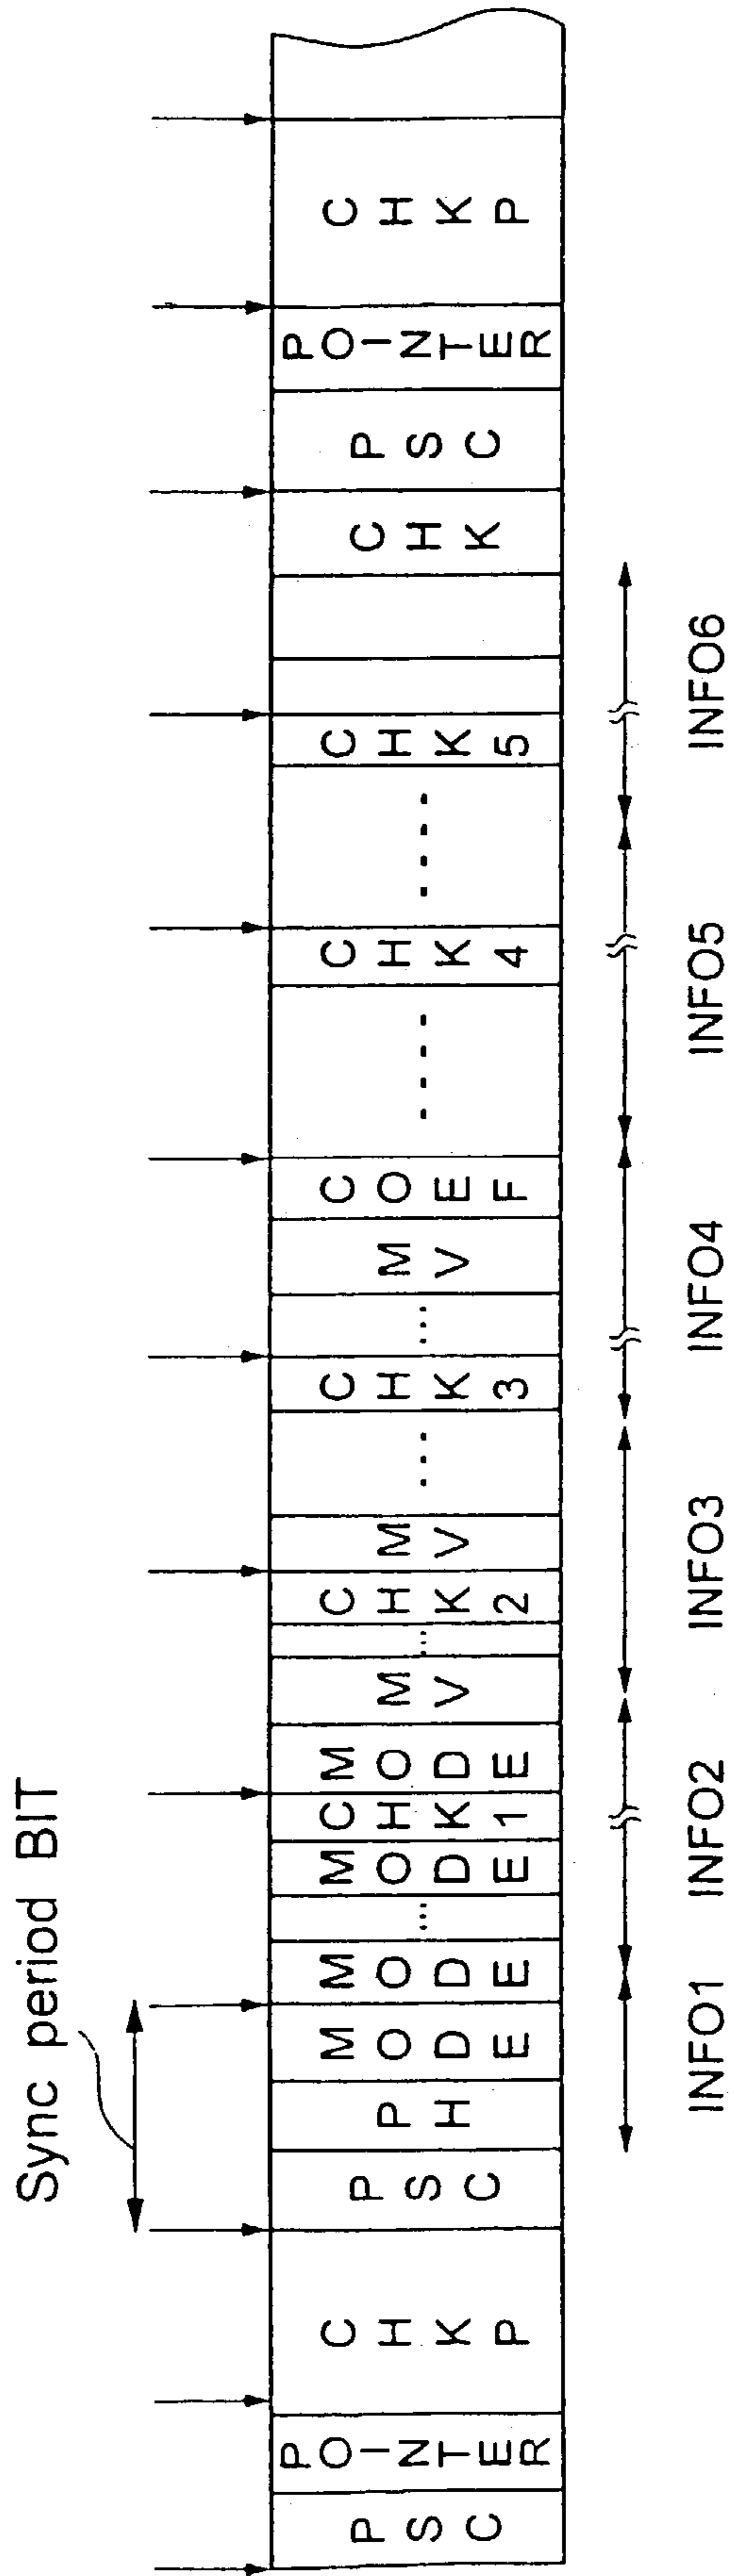 Sync period BIT
PSC
POINTER
CHKP
PSC
PH
MODE
MODE
...
MODE
CHK1
MODE
MV
...
CHK2
MV
...
CHK3
...
MV
COEF
....
CHK4
....
CHK5
CHK
PSC
POINTER
CHKP
INFO1
INFO2
INFO3
INFO4
INFO5
INFO6